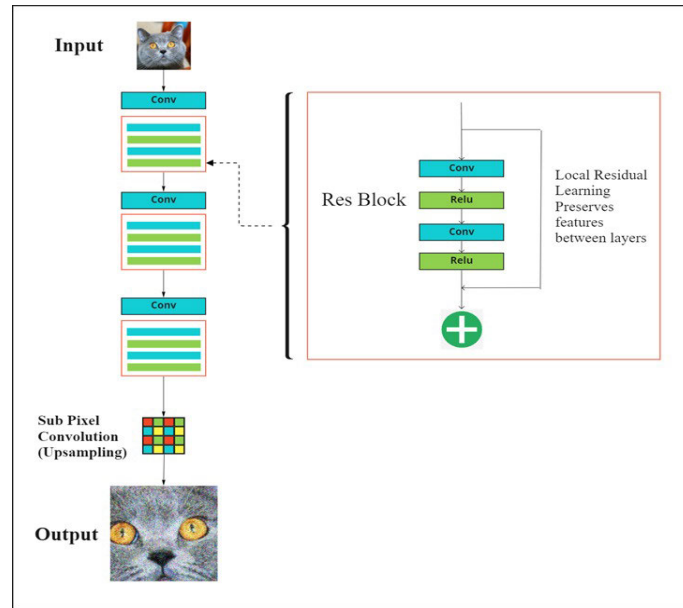 Input
Conv
Conv
Conv
Sub Pixel
Convolution
(Upsampling)
Output
Res Block
Conv
Relu
Conv
Relu
Local Residual
Learning
Preserves
features
between layers